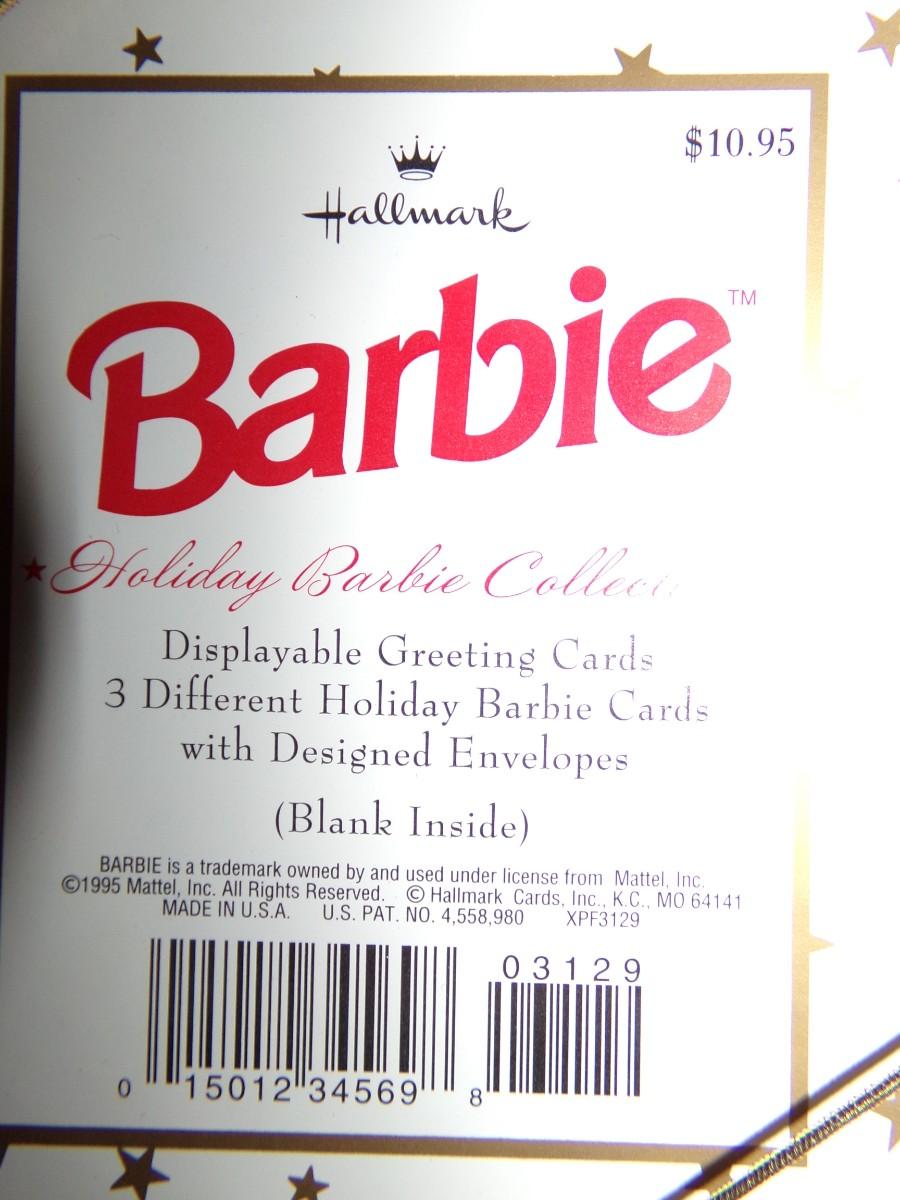 $10.95
Hallmark
Barbie™
Holiday Barbie
Displayable Greeting Cards
3 Different Holiday Barbie Cards
with Designed Envelopes
(Blank Inside)
BARBIE is a trademark owned by and used under license from Mattel, Inc.
©1995 Mattel, Inc. All Rights Reserved. © Hallmark Cards, Inc., K.C., MO 64141
MADE IN U.S.A. U.S. PAT. NO. 4,558,980 XPF3129
03129
0 15012 34569 8